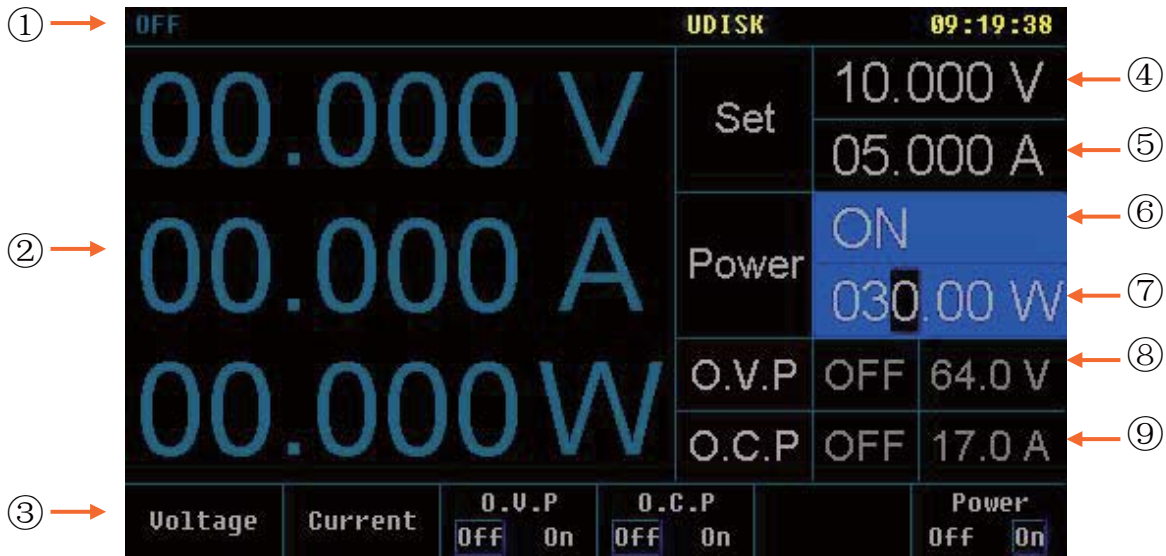 ① OFF UDISK 09:19:38
00.000 V Set 10.000 V ④
05.000 A ⑤
② 00.000 A Power ON ⑥
030.00 W ⑦
00.000 W O.V.P OFF 64.0 V ⑧
O.C.P OFF 17.0 A ⑨
③ Voltage Current O.V.P O.C.P Power
Off On Off On Off On